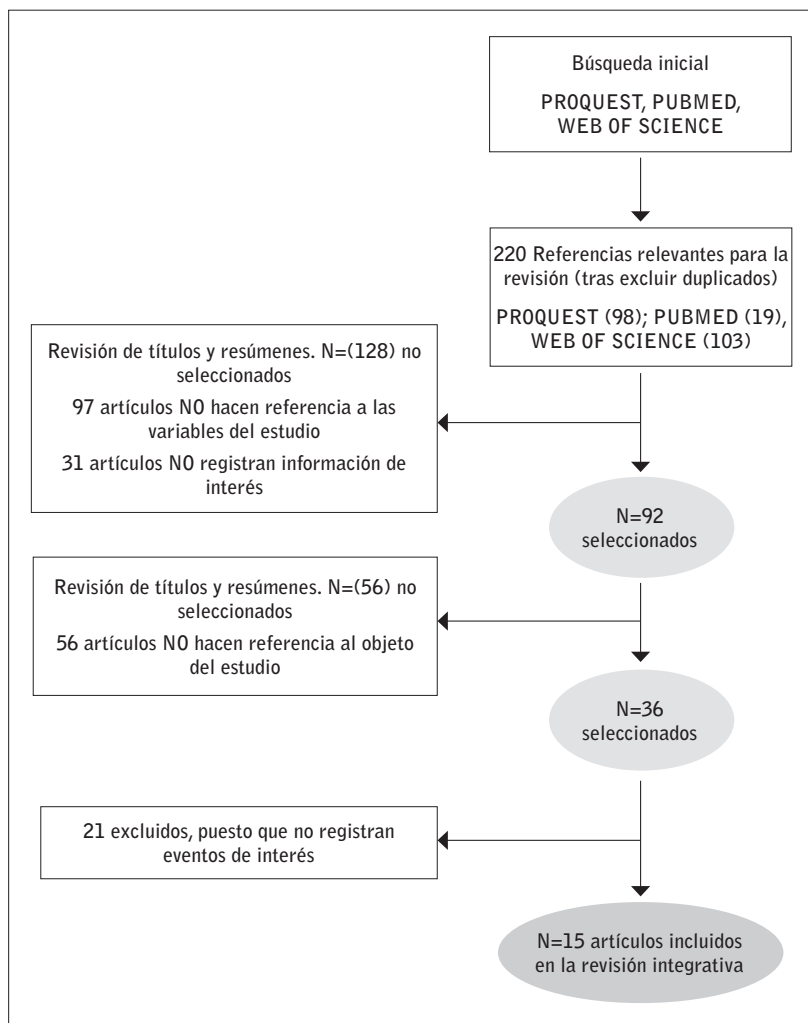 Búsqueda inicial
PROQUEST, PUBMED,
WEB OF SCIENCE
220 Referencias relevantes para la
revisión (tras excluir duplicados)
PROQUEST (98); PUBMED (19),
WEB OF SCIENCE (103)
Revisión de títulos y resúmenes. N=(128) no
seleccionados
97 artículos NO hacen referencia a las
variables del estudio
31 artículos NO registran información de
interés
N=92
seleccionados
Revisión de títulos y resúmenes. N=(56) no
seleccionados
56 artículos NO hacen referencia al objeto
del estudio
N=36
seleccionados
21 excluidos, puesto que no registran
eventos de interés
N=15 artículos incluidos
en la revisión integrativa